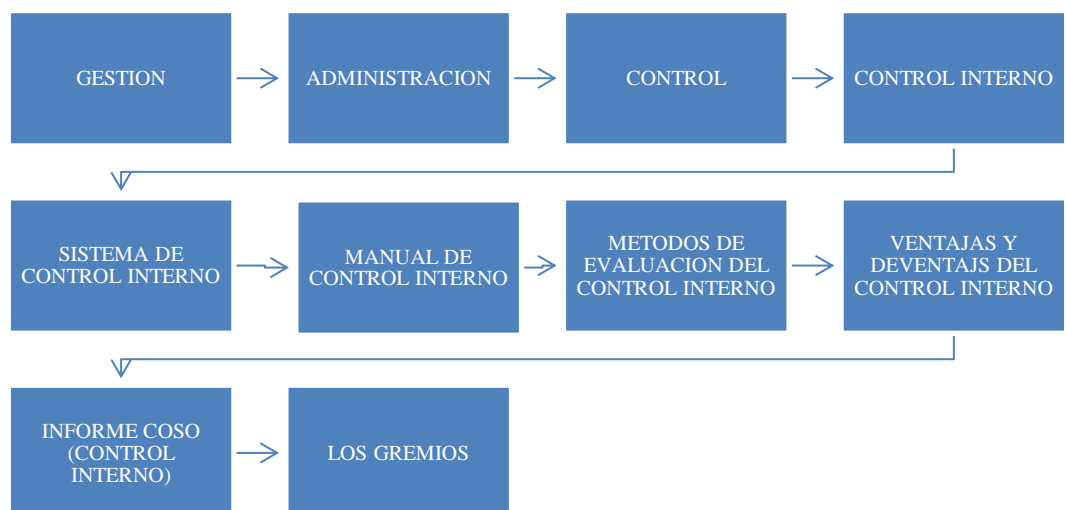 GESTION
ADMINISTRACION
CONTROL
CONTROL INTERNO
SISTEMA DE
CONTROL INTERNO
MANUAL DE
CONTROL INTERNO
METODOS DE
EVALUACION DEL
CONTROL INTERNO
VENTAJAS Y
DEVENTAJS DEL
CONTROL INTERNO
INFORME COSO
(CONTROL
INTERNO)
LOS GREMIOS